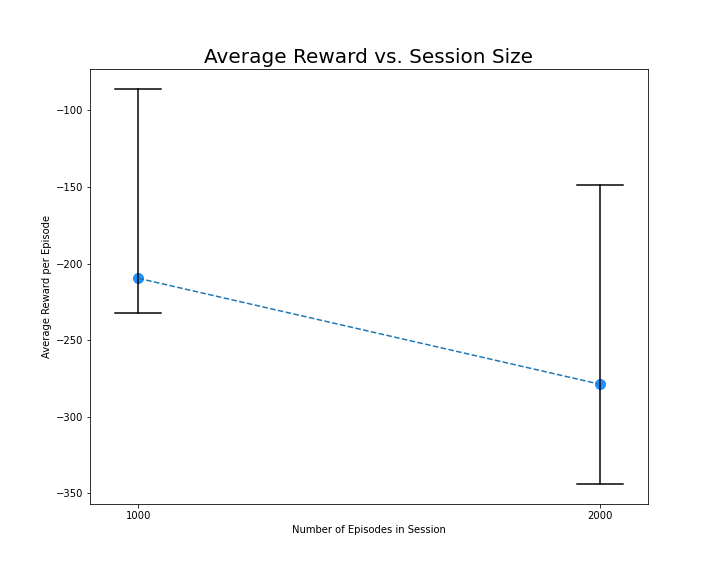 Average Reward vs. Session Size
Average Reward per Episode
−100
−150
−200
−250
−300
−350
1000
2000
Number of Episodes in Session